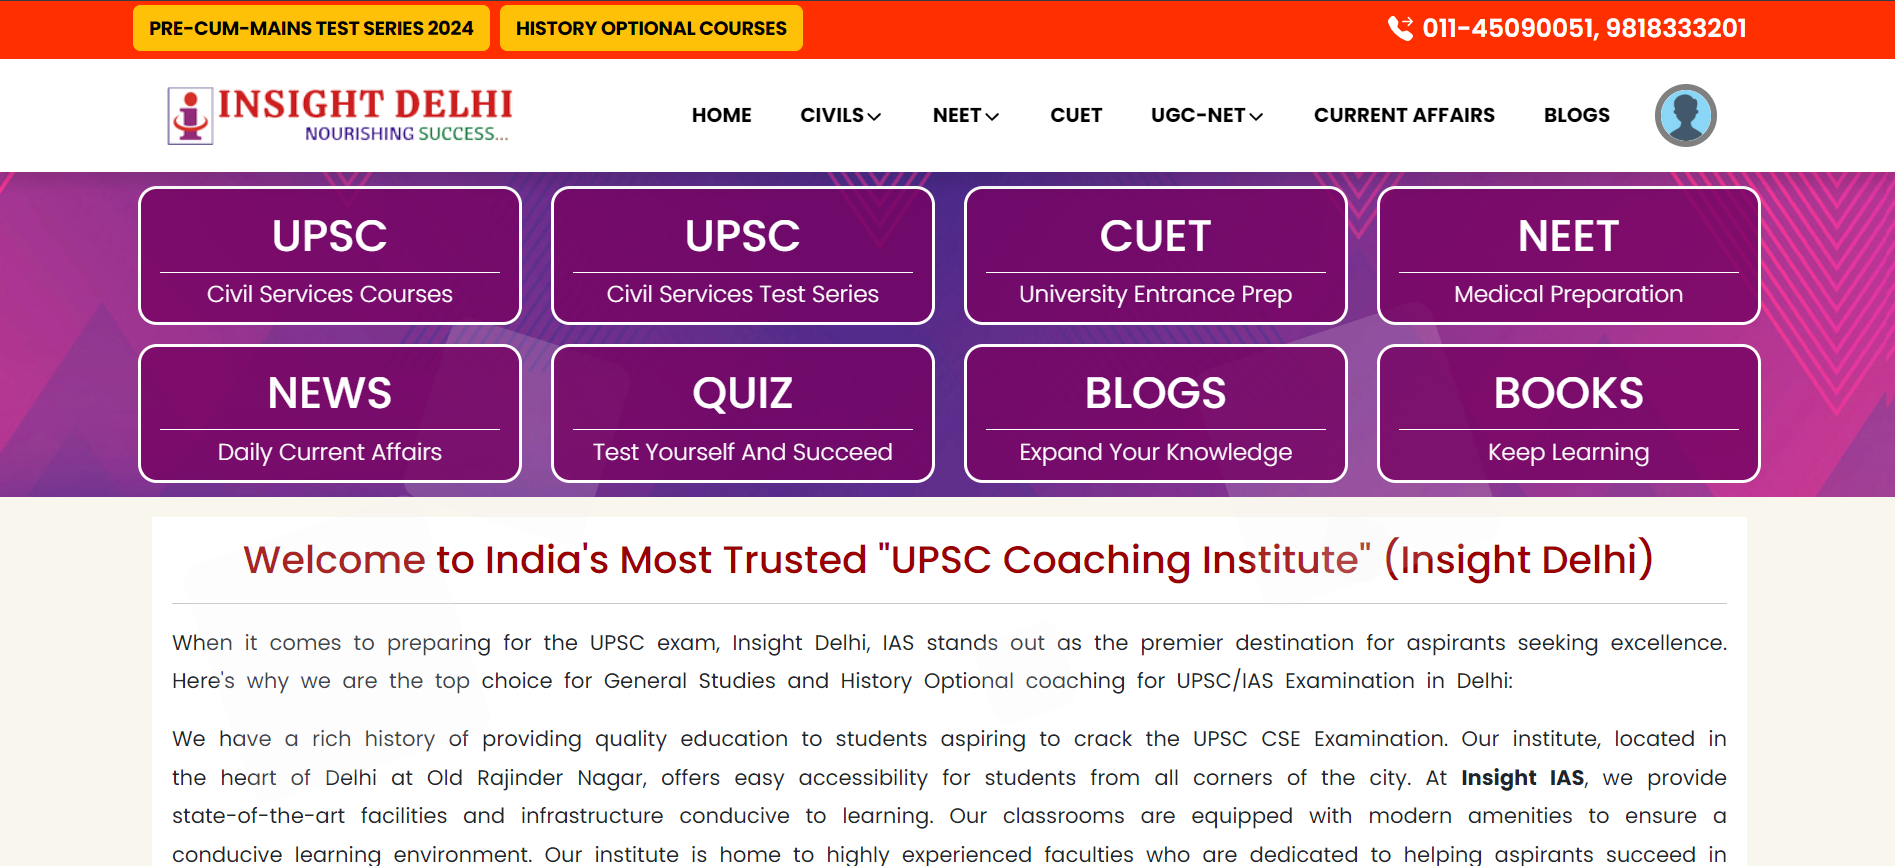 PRE-CUM-MAINS TEST SERIES 2024
HISTORY OPTIONAL COURSES
011-45090051, 9818333201
INSIGHT DELHI
NOURISHING SUCCESS...
HOME
CIVILS
NEET
CUET
UGC-NET
CURRENT AFFAIRS
BLOGS
UPSC
Civil Services Courses
UPSC
Civil Services Test Series
CUET
University Entrance Prep
NEET
Medical Preparation
NEWS
Daily Current Affairs
QUIZ
Test Yourself And Succeed
BLOGS
Expand Your Knowledge
BOOKS
Keep Learning
Welcome to India's Most Trusted "UPSC Coaching Institute" (Insight Delhi)
When it comes to preparing for the UPSC exam, Insight Delhi, IAS stands out as the premier destination for aspirants seeking excellence.
Here's why we are the top choice for General Studies and History Optional coaching for UPSC/IAS Examination in Delhi:
We have a rich history of providing quality education to students aspiring to crack the UPSC CSE Examination. Our institute, located in
the heart of Delhi at Old Rajinder Nagar, offers easy accessibility for students from all corners of the city. At Insight IAS, we provide
state-of-the-art facilities and infrastructure conducive to learning. Our classrooms are equipped with modern amenities to ensure a
conducive learning environment. Our institute is home to highly experienced faculties who are dedicated to helping aspirants succeed in